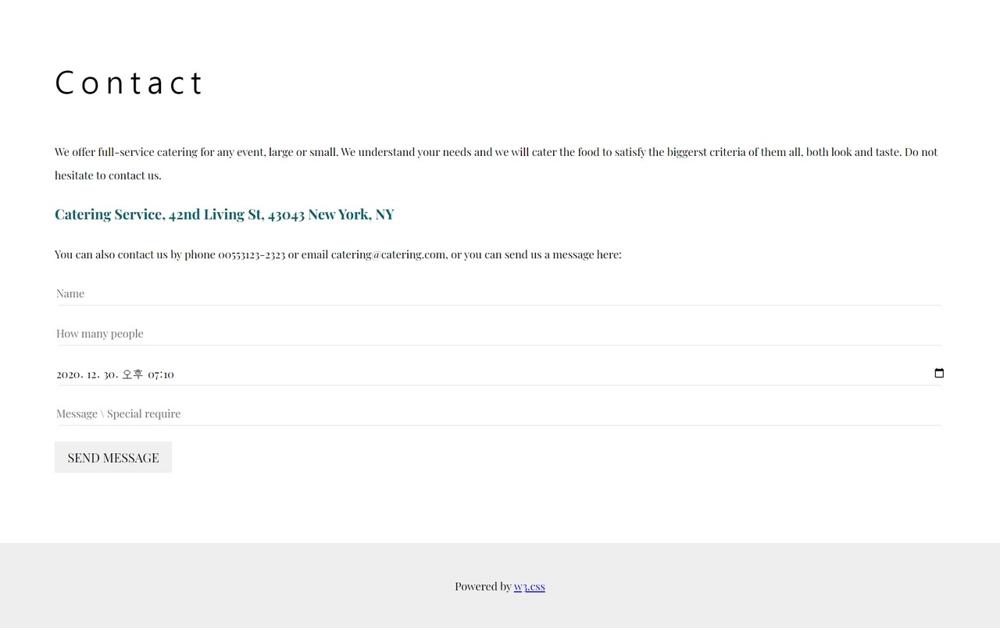 Contact
We offer full-service catering for any event, large or small. We understand your needs and we will cater the food to satisfy the biggerst criteria of them all, both look and taste. Do not
hesitate to contact us.
Catering Service, 42nd Living St, 43043 New York, NY
You can also contact us by phone 00553123-2323 or email catering@catering.com, or you can send us a message here:
Name
How many people
2020. 12. 30. 오후 07:10
Message \ Special require
SEND MESSAGE
Powered by w3.css